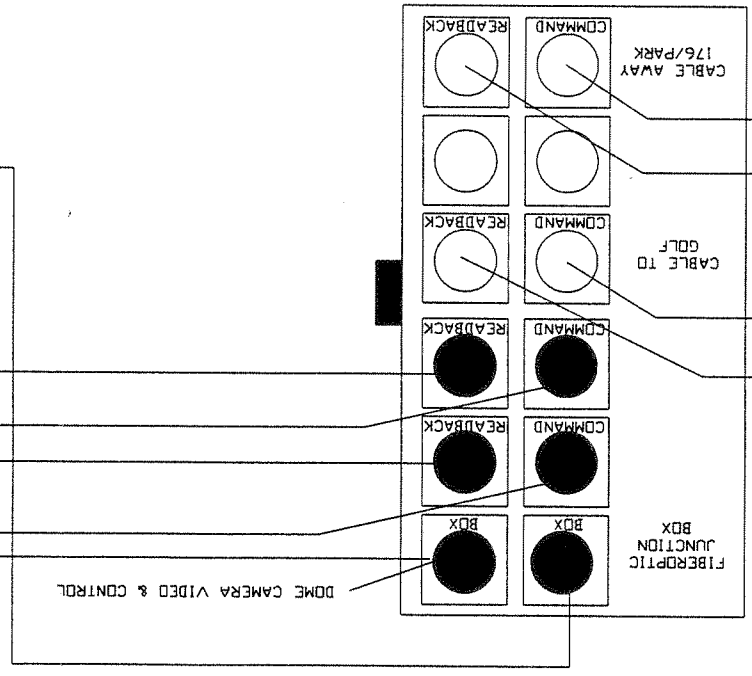 FIBEROPTIC
JUNCTION
BOX
BOX
BOX
DOME CAMERA VIDEO & CONTROL
COMMAND
READBACK
COMMAND
READBACK
CABLE TO
GOLF
COMMAND
READBACK
CABLE AWAY
176/PARK
COMMAND
READBACK